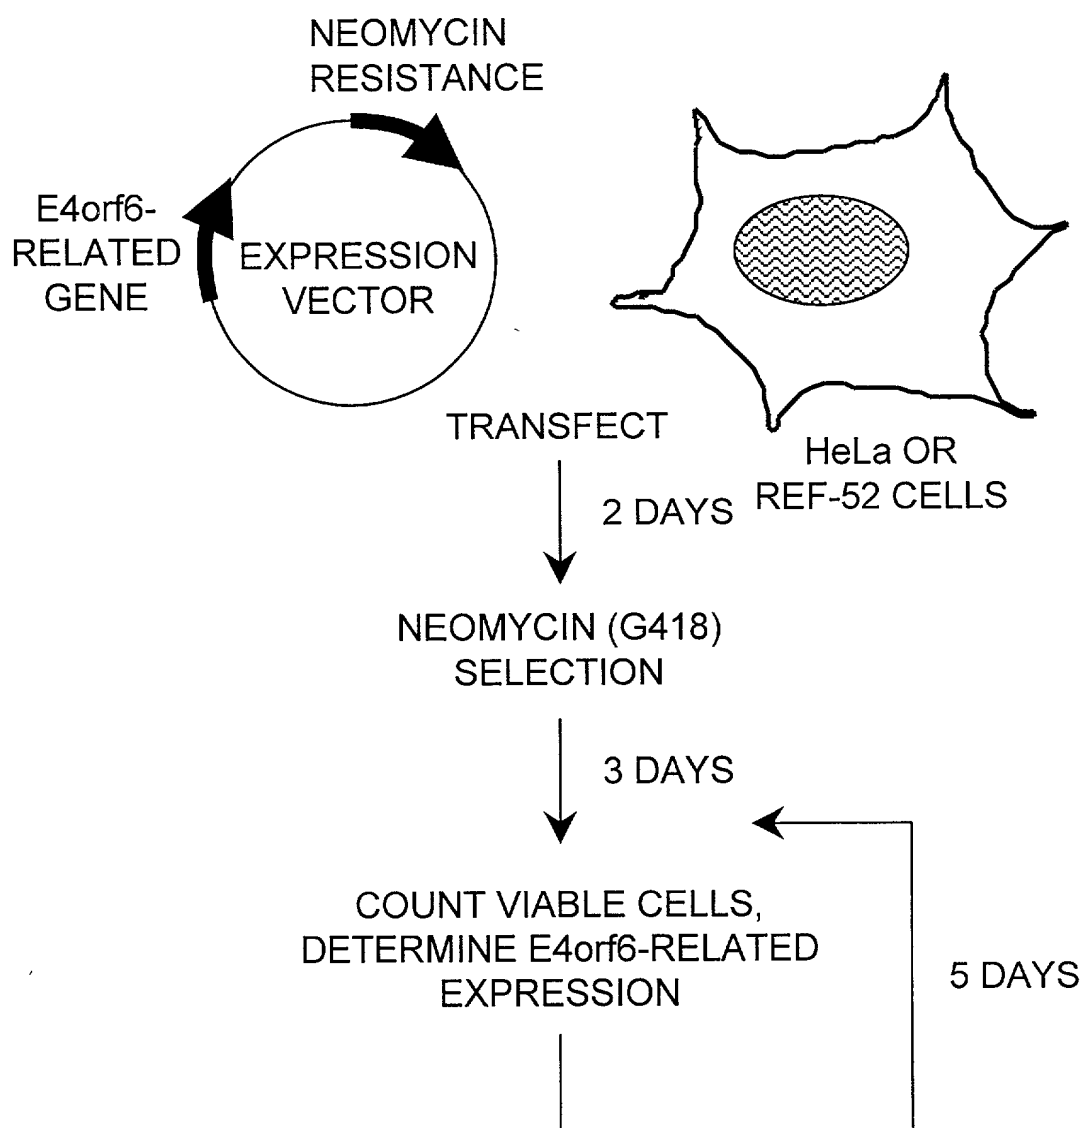 NEOMYCIN
RESISTANCE
E4orf6-
RELATED
GENE
EXPRESSION
VECTOR
TRANSFECT
HeLa OR
REF-52 CELLS
2 DAYS
NEOMYCIN (G418)
SELECTION
3 DAYS
COUNT VIABLE CELLS,
DETERMINE E4orf6-RELATED
EXPRESSION
5 DAYS